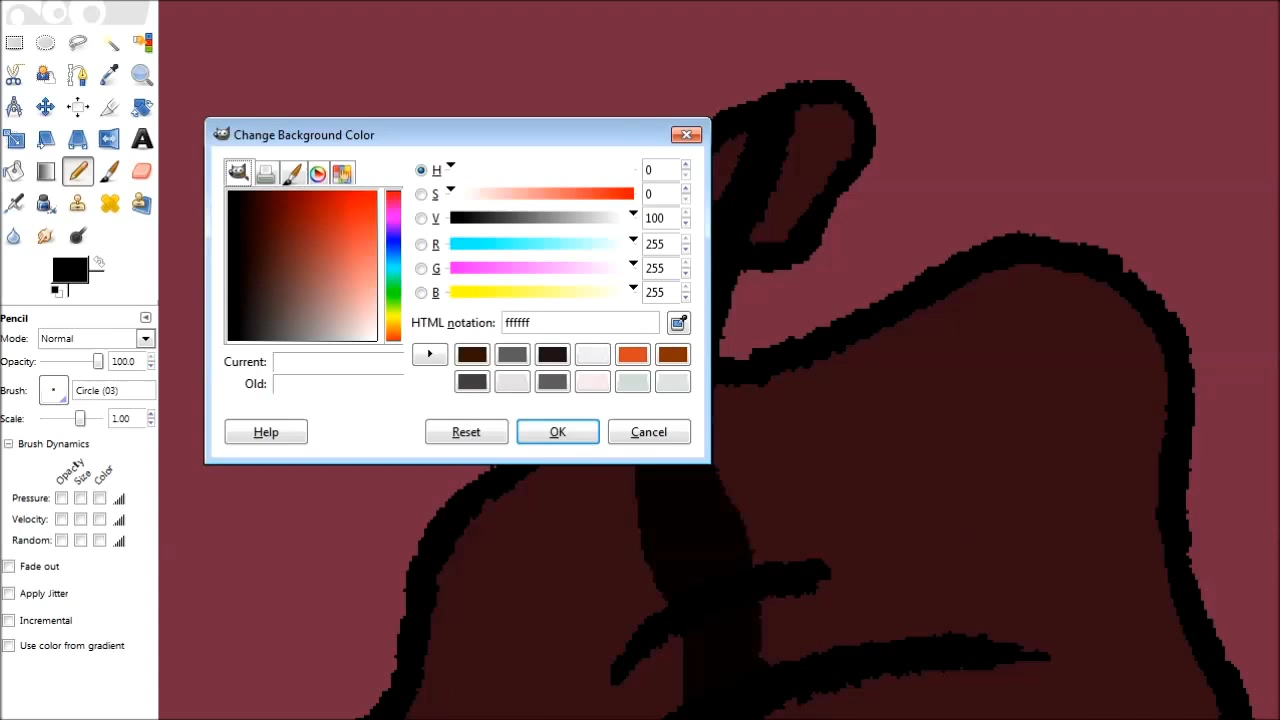 Change Background Color
H 0
S 0
V 100
R 255
G 255
B 255
HTML notation: ffffff
Current:
Old:
Help Reset OK Cancel
Pencil
Mode: Normal
Opacity: 100.0
Brush: Circle (03)
Scale: 1.00
Brush Dynamics
Opacity Size Color
Pressure:
Velocity:
Random:
Fade out
Apply Jitter
Incremental
Use color from gradient